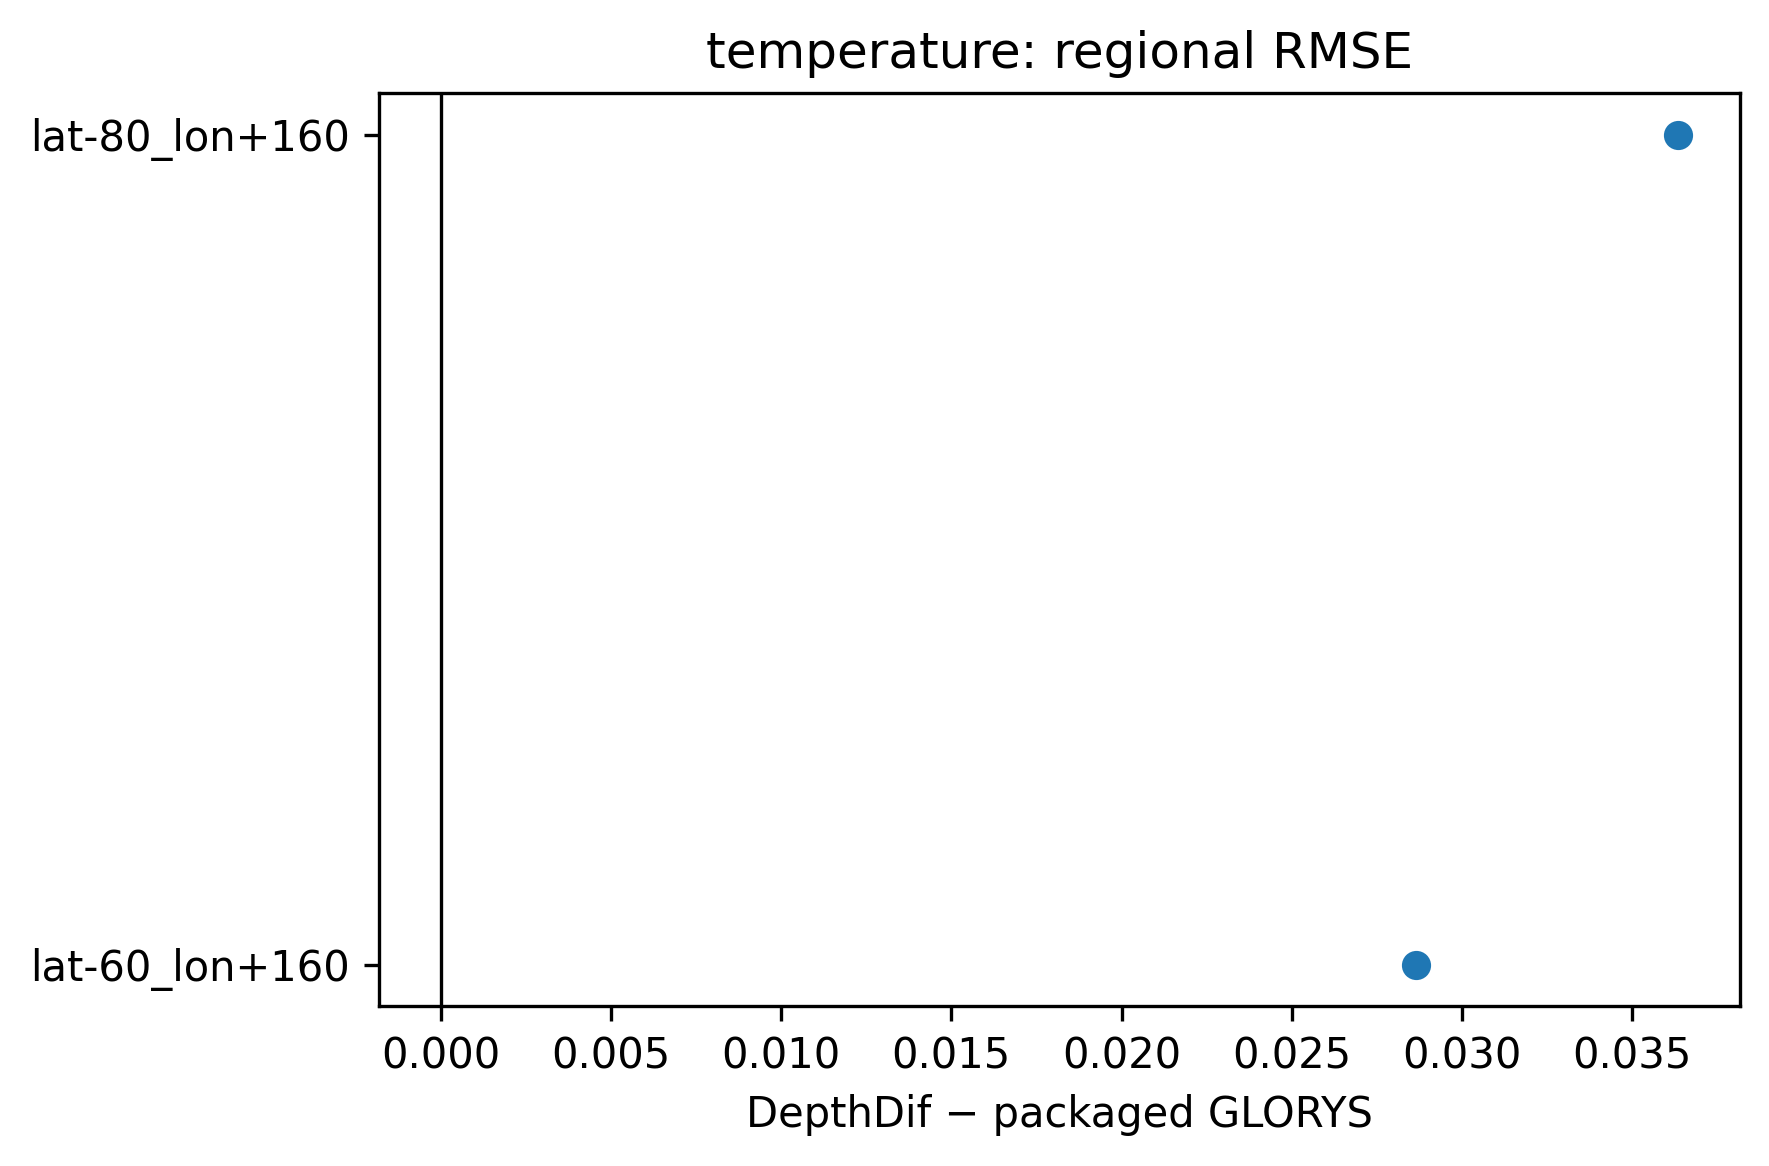 temperature: regional RMSE
lat-80_lon+160
lat-60_lon+160
0.000 0.005 0.010 0.015 0.020 0.025 0.030 0.035
DepthDif − packaged GLORYS